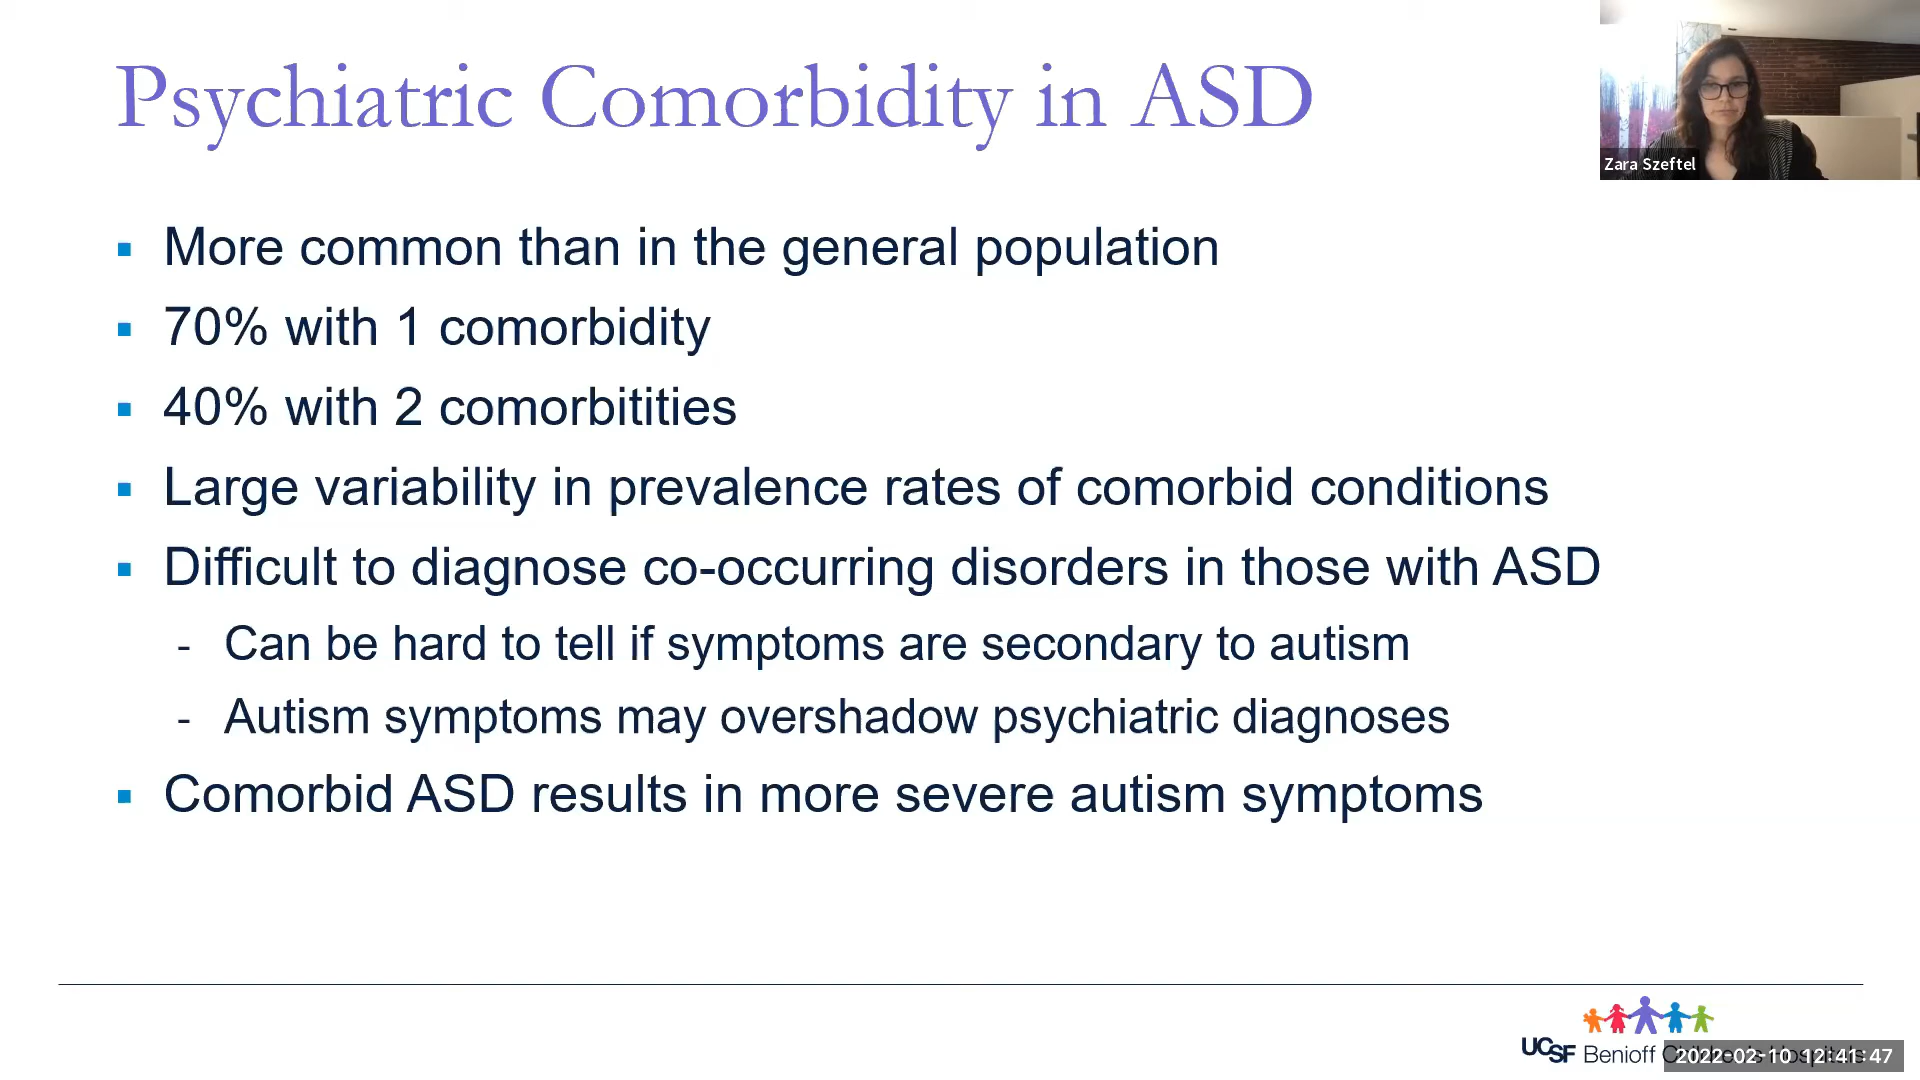 Psychiatric Comorbidity in ASD
Zara Szeftel
▪ More common than in the general population
▪ 70% with 1 comorbidity
▪ 40% with 2 comorbitities
▪ Large variability in prevalence rates of comorbid conditions
▪ Difficult to diagnose co-occurring disorders in those with ASD
- Can be hard to tell if symptoms are secondary to autism
- Autism symptoms may overshadow psychiatric diagnoses
▪ Comorbid ASD results in more severe autism symptoms
UCSF Benioff Children's Hospitals
2022-02-10 12:41:47